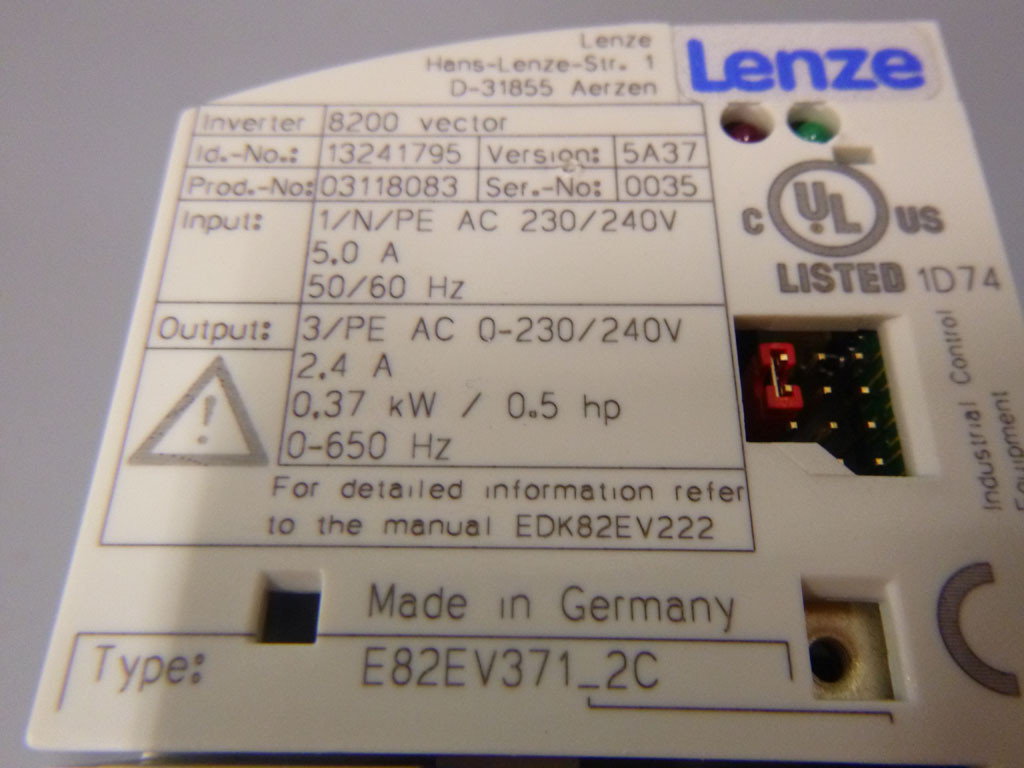 Lenze
Hans-Lenze-Str. 1
D-31855 Aerzen
Lenze
Inverter 8200 vector
Id.-No.: 13241795 Version: 5A37
Prod.-No: 03118083 Ser.-No: 0035
Input: 1/N/PE AC 230/240V
5.0 A
50/60 Hz
Output: 3/PE AC 0-230/240V
2.4 A
0.37 kW / 0.5 hp
0-650 Hz
For detailed information refer
to the manual EDK82EV222
C UL US
LISTED 1D74
Industrial Control
Equipment
Made in Germany
Type: E82EV371_2C